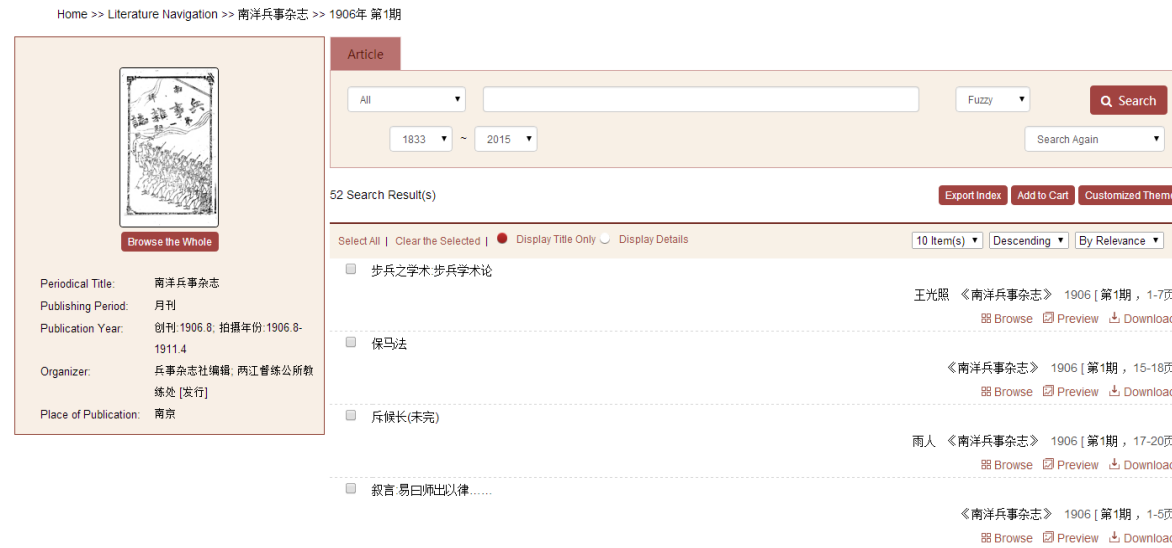 Home >> Literature Navigation >> 南洋兵事杂志 >> 1906年 第1期
Browse the Whole
Periodical Title: 南洋兵事杂志
Publishing Period: 月刊
Publication Year: 创刊:1906.8; 拍摄年份:1906.8-
1911.4
Organizer: 兵事杂志社编辑; 两江督练公所教
练处 [发行]
Place of Publication: 南京
Article
All Fuzzy Search
1833 ~ 2015 Search Again
52 Search Result(s) Export Index Add to Cart Customized Theme
Select All | Clear the Selected | Display Title Only Display Details 10 Item(s) Descending By Relevance
步兵之学术:步兵学术论
王光照 《南洋兵事杂志》 1906 [ 第1期 , 1-7页
Browse Preview Download
保马法
《南洋兵事杂志》 1906 [ 第1期 , 15-18页
Browse Preview Download
斥候长(未完)
雨人 《南洋兵事杂志》 1906 [ 第1期 , 17-20页
Browse Preview Download
叙言:易曰师出以律……
《南洋兵事杂志》 1906 [ 第1期 , 1-5页
Browse Preview Download